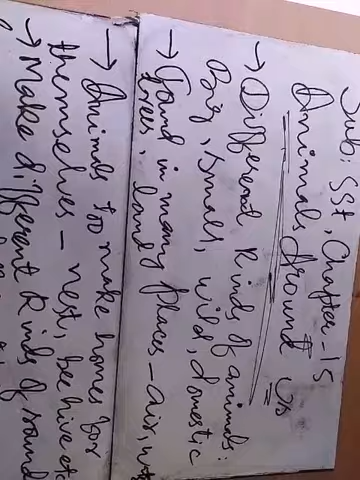 Sub: SSt, Chapter-15
Animals Around Us
→ Different kinds of animals:
Big, small, wild, domestic
→ Found in many places - air,
trees, land
→ Animals too make homes for
themselves - nest, bee hive etc
→ Make different kinds of sound